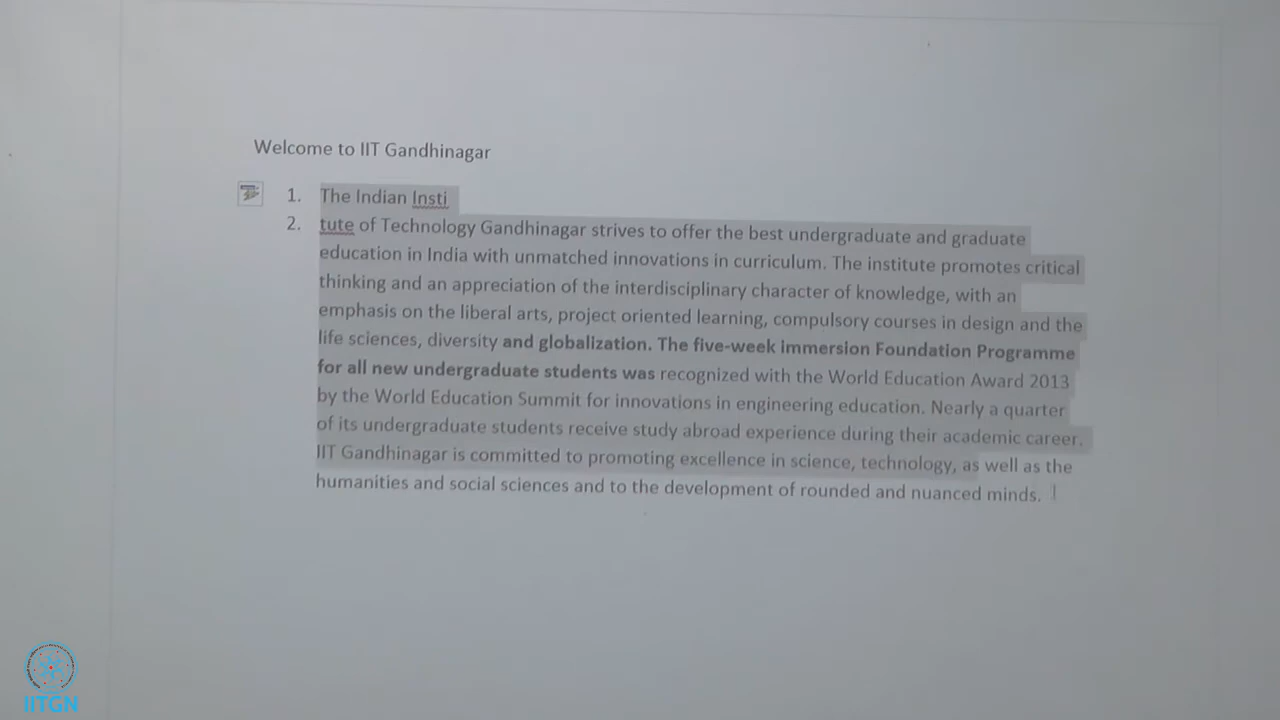 Welcome to IIT Gandhinagar
1. The Indian Insti
2. tute of Technology Gandhinagar strives to offer the best undergraduate and graduate
education in India with unmatched innovations in curriculum. The institute promotes critical
thinking and an appreciation of the interdisciplinary character of knowledge, with an
emphasis on the liberal arts, project oriented learning, compulsory courses in design and the
life sciences, diversity and globalization. The five-week immersion Foundation Programme
for all new undergraduate students was recognized with the World Education Award 2013
by the World Education Summit for innovations in engineering education. Nearly a quarter
of its undergraduate students receive study abroad experience during their academic career.
IIT Gandhinagar is committed to promoting excellence in science, technology, as well as the
humanities and social sciences and to the development of rounded and nuanced minds.
IITGN